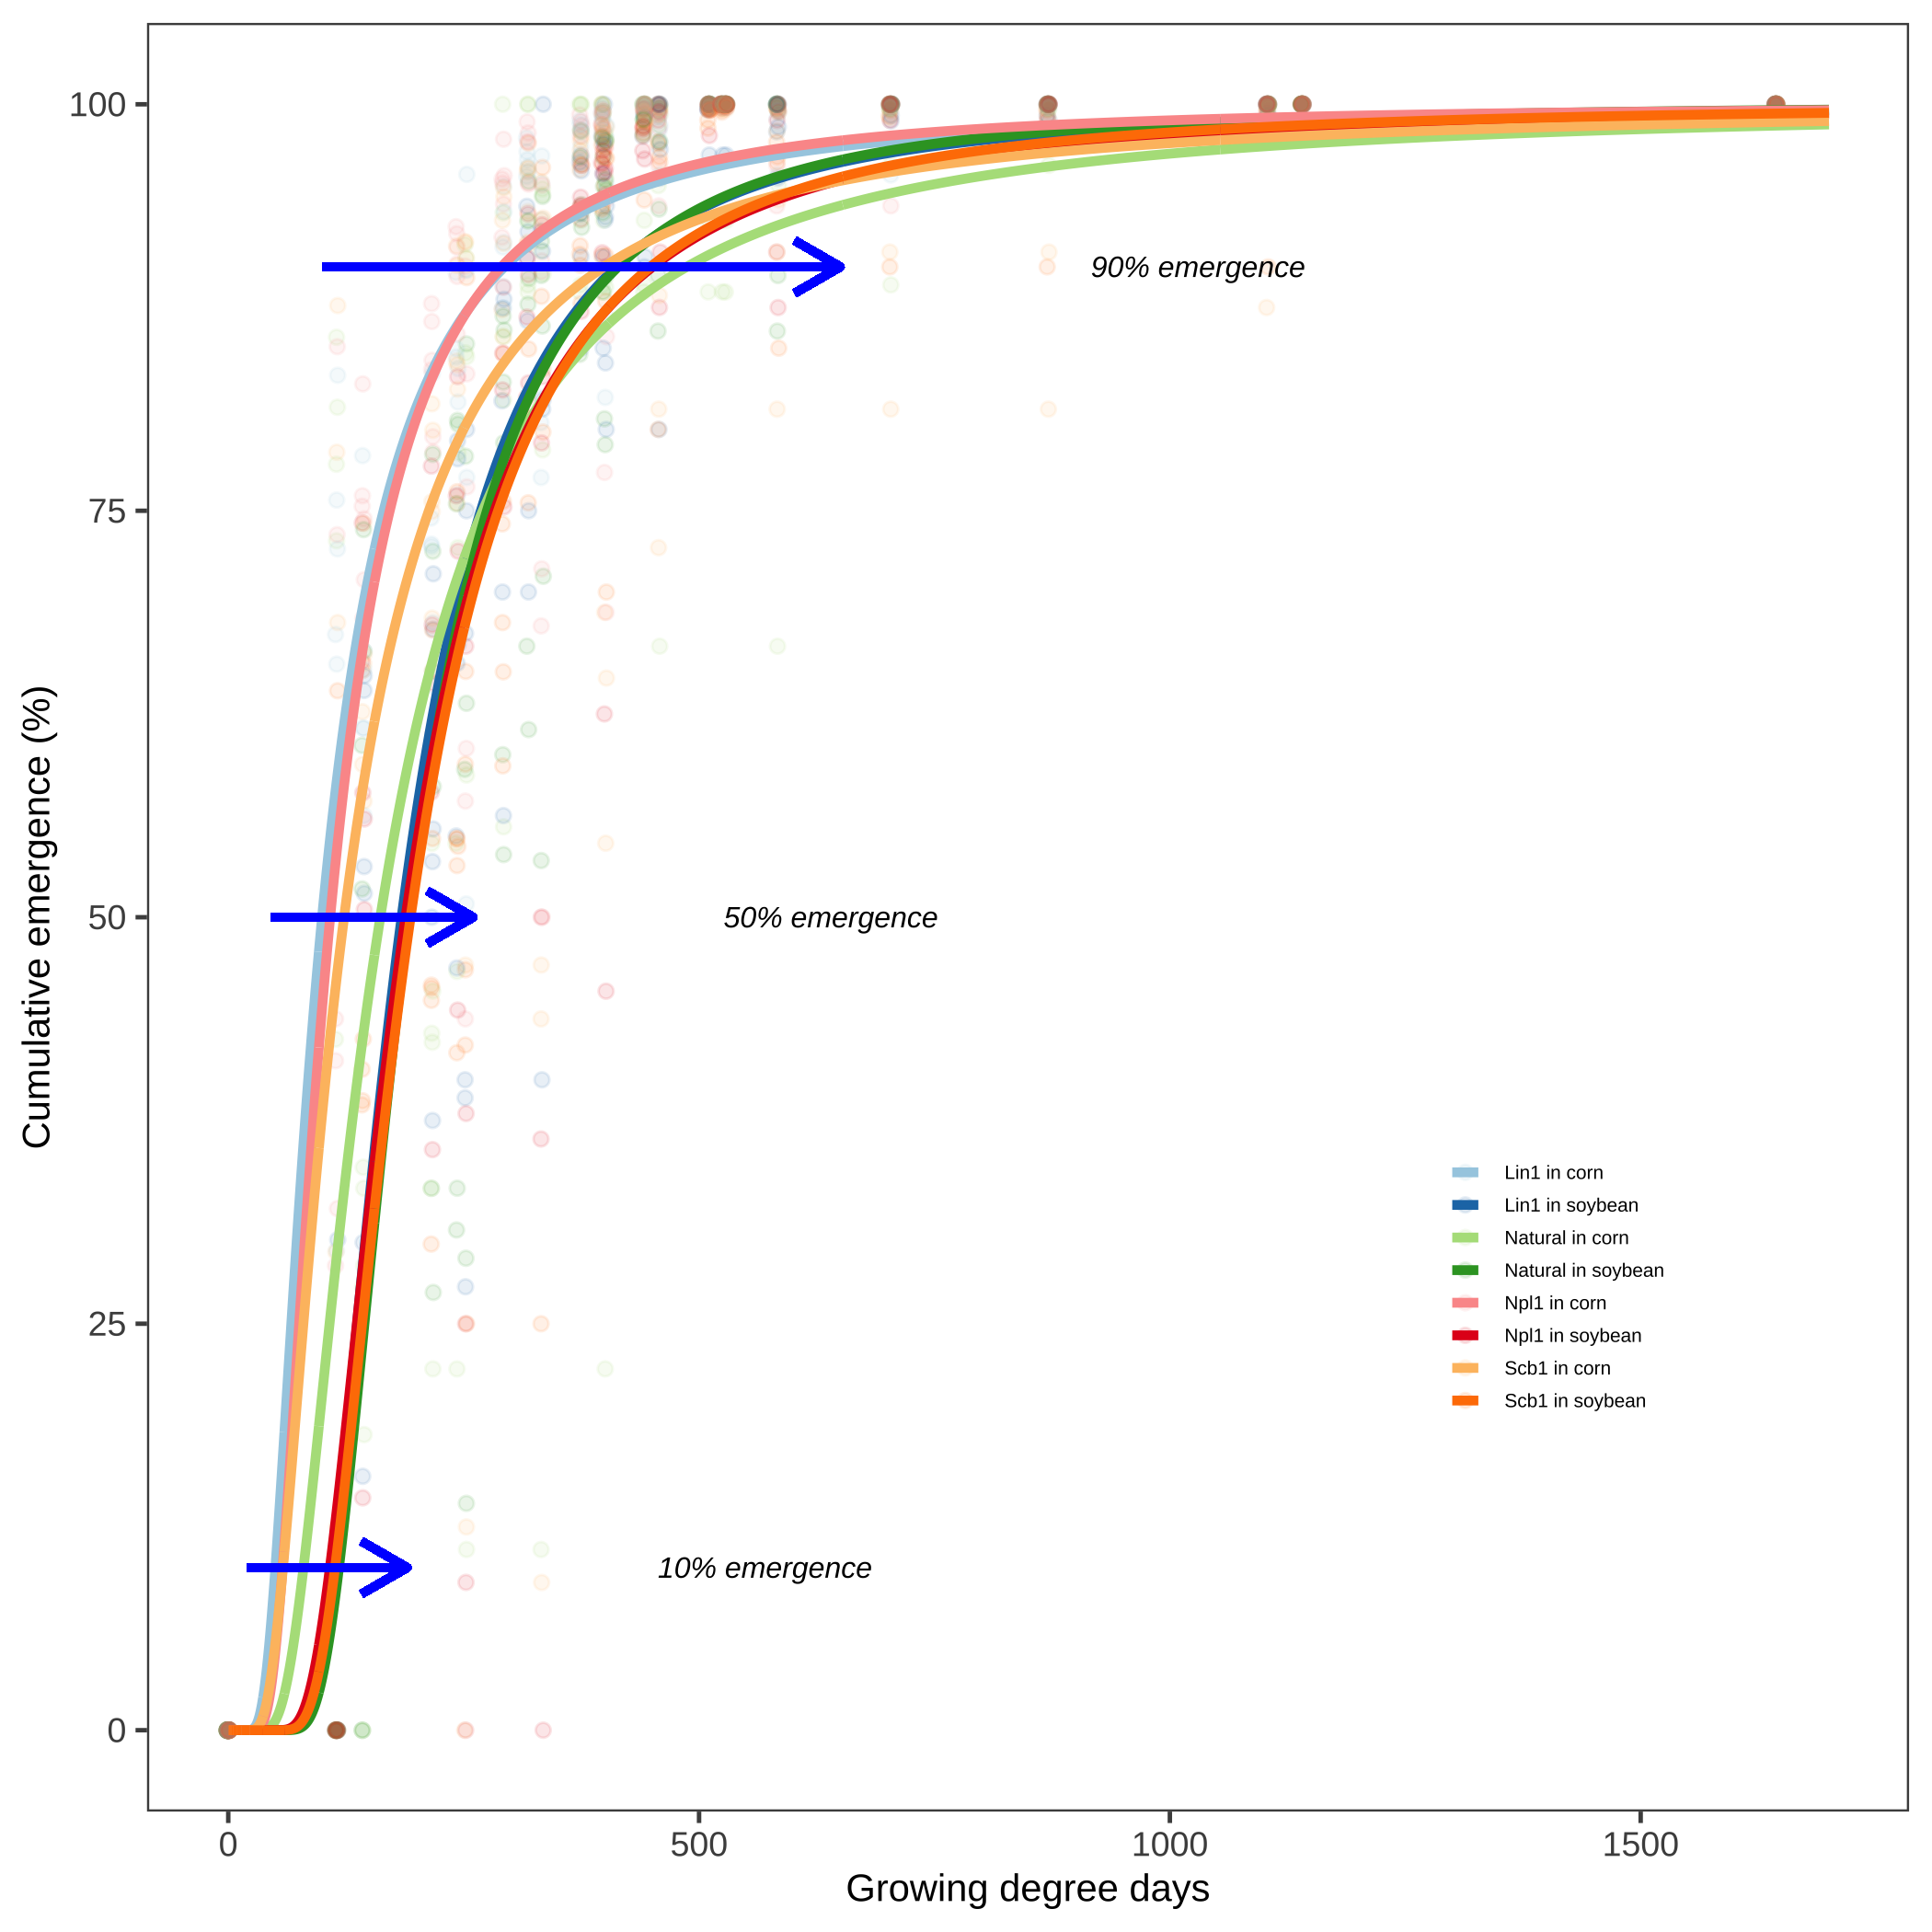 100
75
50
25
0
Cumulative emergence (%)
90% emergence
50% emergence
10% emergence
Lin1 in corn
Lin1 in soybean
Natural in corn
Natural in soybean
Npl1 in corn
Npl1 in soybean
Scb1 in corn
Scb1 in soybean
0 500 1000 1500
Growing degree days